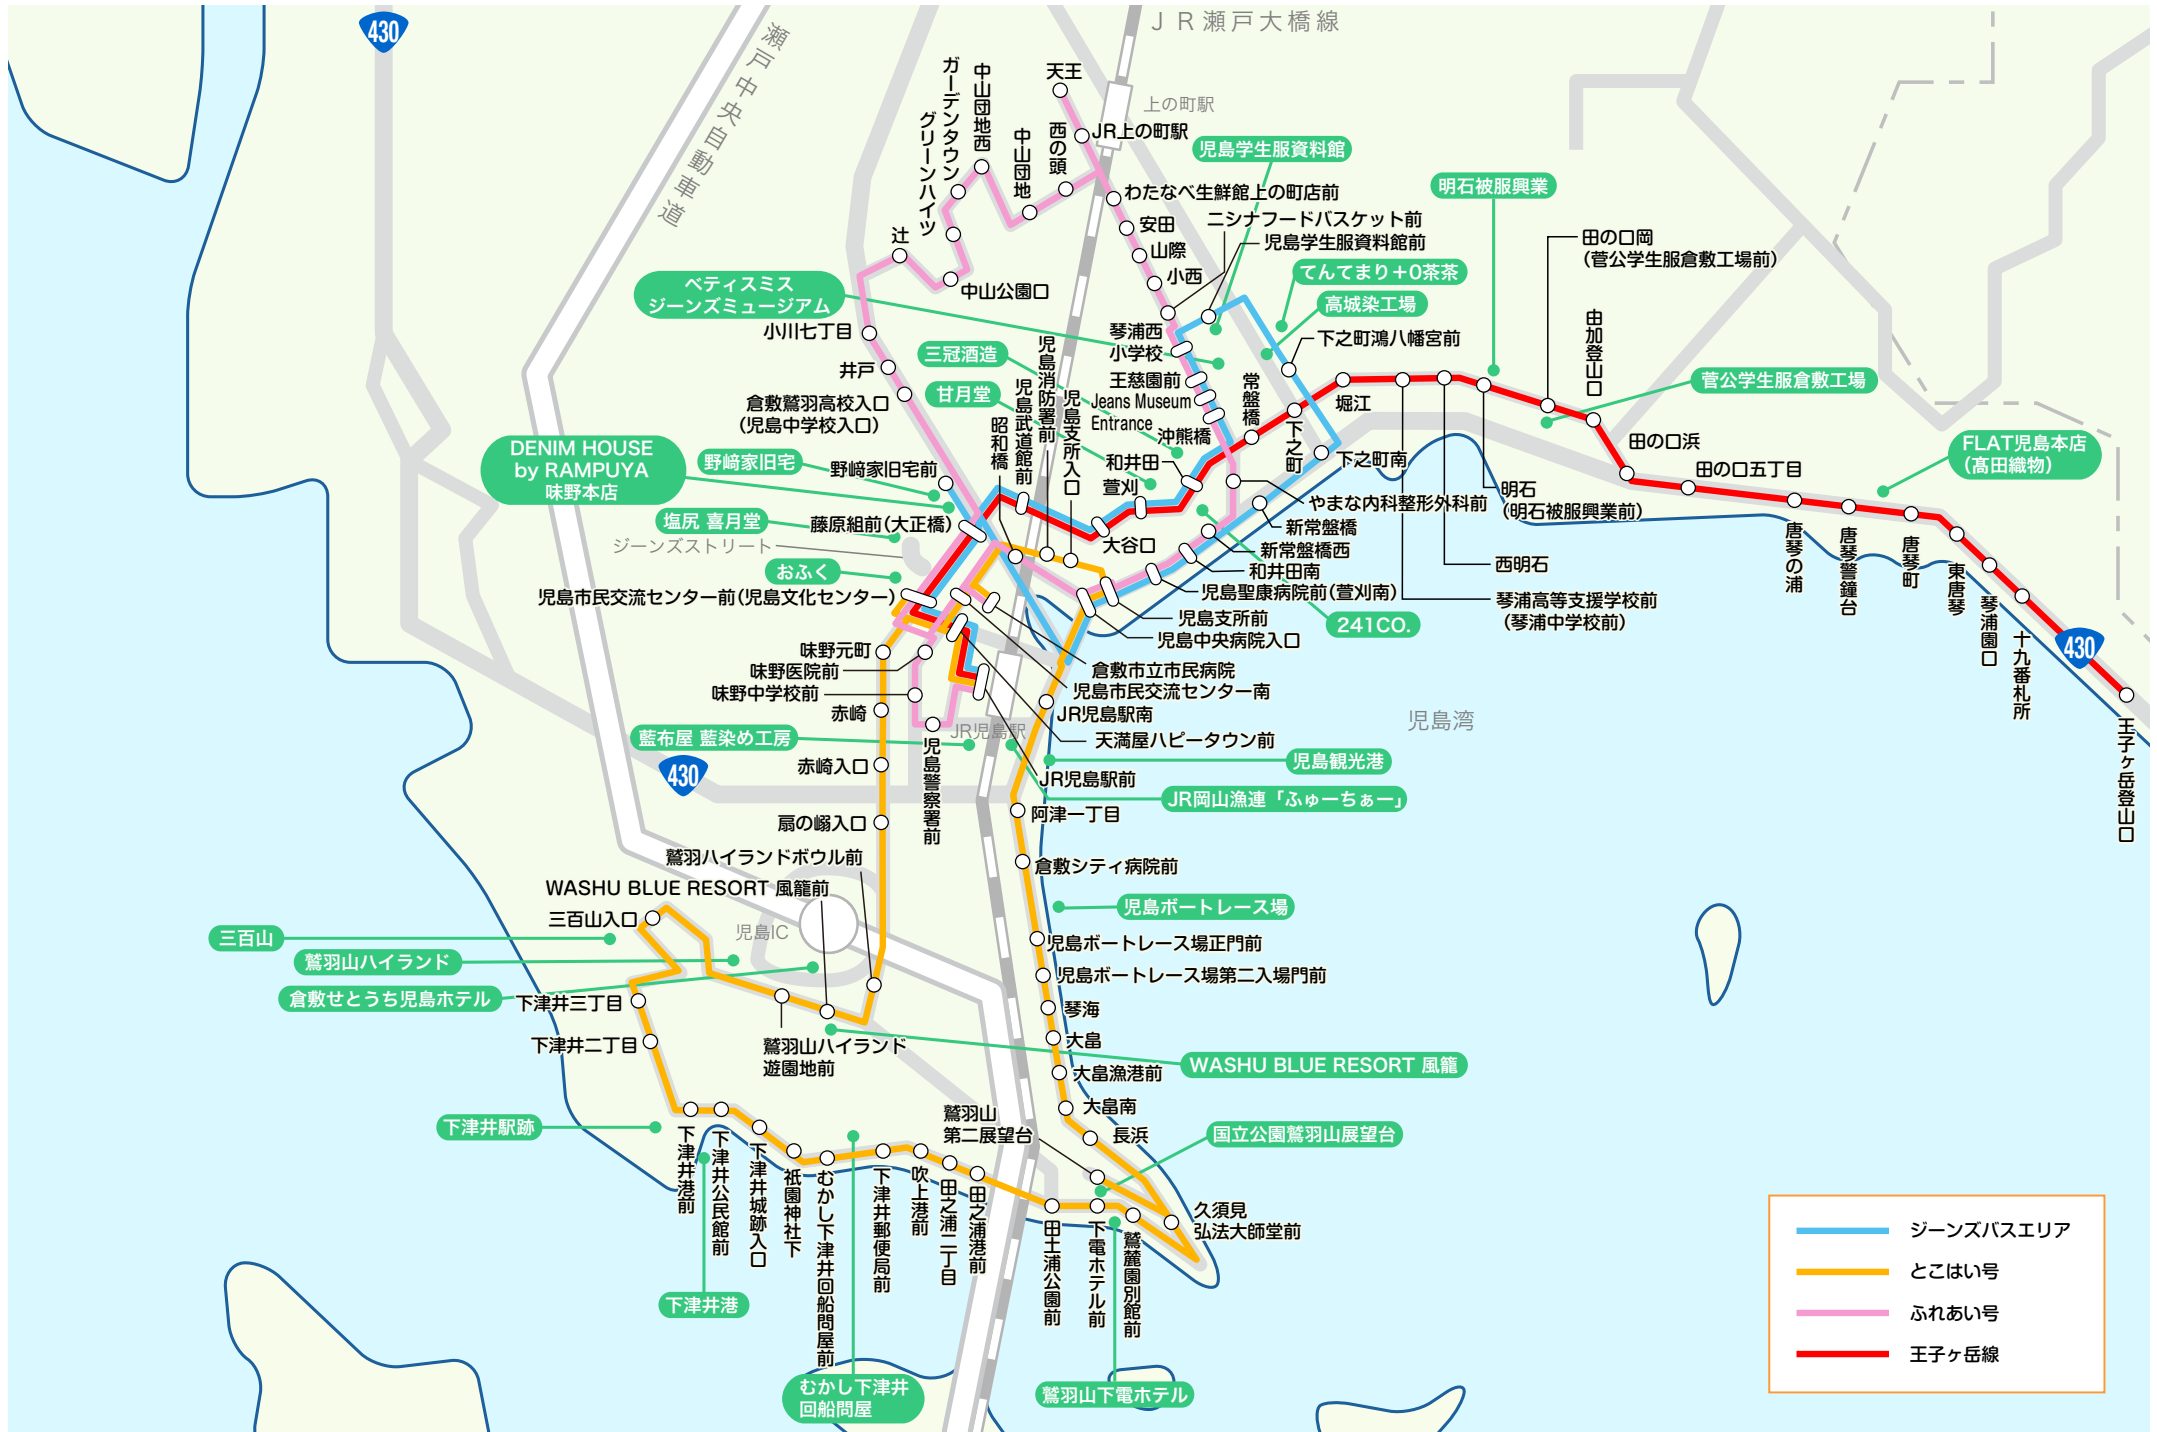 430
瀬戸中央自動車道
JR瀬戸大橋線
天王
上の町駅
JR上の町駅
ガーデンタウン
グリーンハイツ
中山団地西
中山団地
西の頭
児島学生服資料館
わたなべ生鮮館上の町店前
ニシナフードバスケット前
安田
児島学生服資料館前
山際
小西
辻
中山公園口
明石被服興業
田の口岡
(菅公学生服倉敷工場前)
てんてまり+0茶茶
高城染工場
ベティスミス
ジーンズミュージアム
小川七丁目
琴浦西
小学校
下之町鴻八幡宮前
由加登山口
三冠酒造
井戸
甘月堂
児島消防署前
児島武道館前
児島支所入口
昭和橋
王慈園前
Jeans Museum
Entrance
常盤橋
沖熊橋
和井田
萱刈
菅公学生服倉敷工場
倉敷鷲羽高校入口
(児島中学校入口)
堀江
下之町
下之町南
田の口浜
田の口五丁目
FLAT児島本店
(髙田織物)
DENIM HOUSE
by RAMPUYA
味野本店
野﨑家旧宅
野﨑家旧宅前
明石
(明石被服興業前)
やまな内科整形外科前
塩尻 喜月堂
藤原組前(大正橋)
ジーンズストリート
大谷口
新常盤橋
新常盤橋西
和井田南
児島聖康病院前(萱刈南)
西明石
琴浦高等支援学校前
(琴浦中学校前)
唐琴の浦
唐琴警鐘台
唐琴町
東唐琴
琴浦園口
十九番札所
430
王子ヶ岳登山口
おふく
児島市民交流センター前(児島文化センター)
児島支所前
児島中央病院入口
241CO.
味野元町
味野医院前
味野中学校前
倉敷市立市民病院
児島市民交流センター南
赤崎
JR児島駅南
児島湾
藍布屋 藍染め工房
JR児島駅
天満屋ハピータウン前
児島警察署前
児島観光港
430
赤崎入口
JR児島駅前
JR岡山漁連「ふゅーちぁー」
扇の嵶入口
阿津一丁目
鷲羽ハイランドボウル前
倉敷シティ病院前
WASHU BLUE RESORT 風籠前
三百山入口
児島IC
児島ボートレース場
三百山
鷲羽山ハイランド
倉敷せとうち児島ホテル
児島ボートレース場正門前
児島ボートレース場第二入場門前
下津井三丁目
琴海
下津井二丁目
鷲羽山ハイランド
遊園地前
大畠
WASHU BLUE RESORT 風籠
大畠漁港前
大畠南
鷲羽山
第二展望台
長浜
国立公園鷲羽山展望台
下津井駅跡
下津井港前
下津井公民館前
下津井城跡入口
祇園神社下
むかし下津井回船問屋前
下津井郵便局前
吹上港前
田之浦二丁目
田之浦港前
田土浦公園前
下電ホテル前
鷲麓園別館前
久須見
弘法大師堂前
下津井港
むかし下津井
回船問屋
鷲羽山下電ホテル
ジーンズバスエリア
とこはい号
ふれあい号
王子ヶ岳線